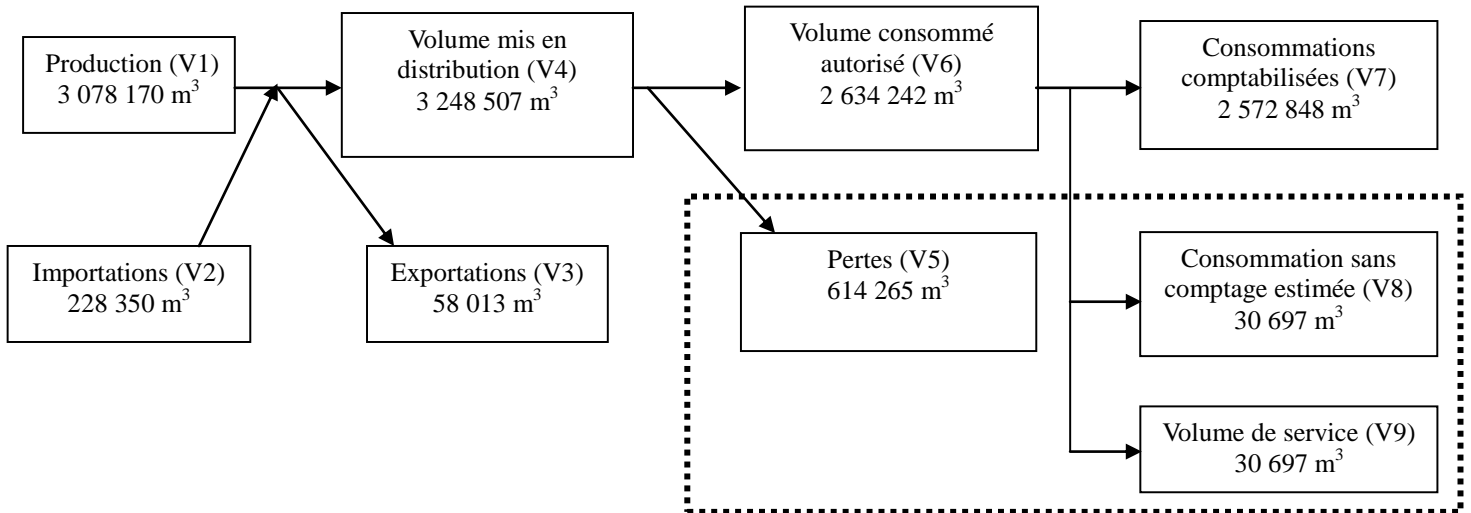 Production (V1)
3 078 170 m³
Volume mis en
distribution (V4)
3 248 507 m³
Volume consommé
autorisé (V6)
2 634 242 m³
Consommations
comptabilisées (V7)
2 572 848 m³
Importations (V2)
228 350 m³
Exportations (V3)
58 013 m³
Pertes (V5)
614 265 m³
Consommation sans
comptage estimée (V8)
30 697 m³
Volume de service (V9)
30 697 m³